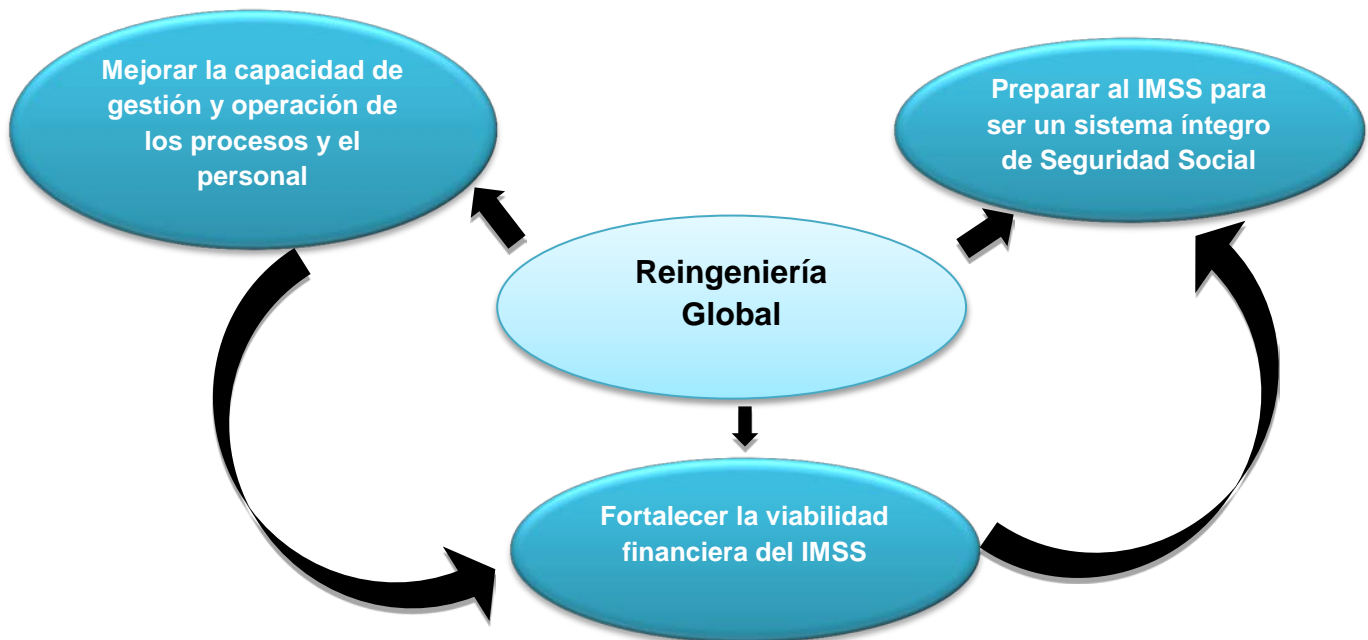 Mejorar la capacidad de
gestión y operación de
los procesos y el
personal
Preparar al IMSS para
ser un sistema íntegro
de Seguridad Social
Reingeniería
Global
Fortalecer la viabilidad
financiera del IMSS